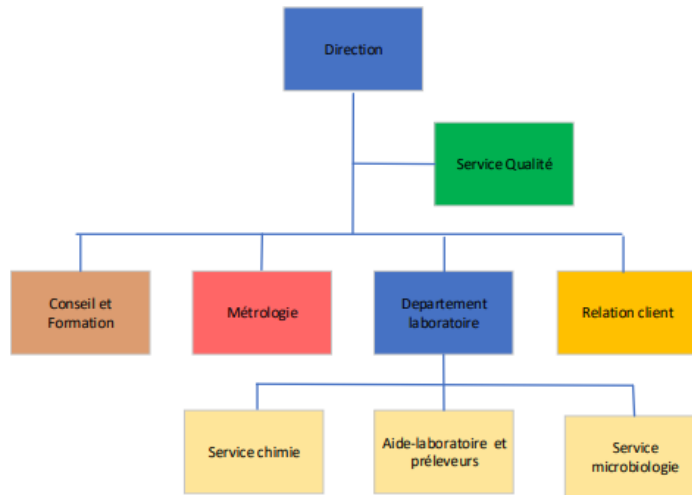 Direction
Service Qualité
Conseil et
Formation
Métrologie
Departement
laboratoire
Relation client
Service chimie
Aide-laboratoire et
préleveurs
Service
microbiologie